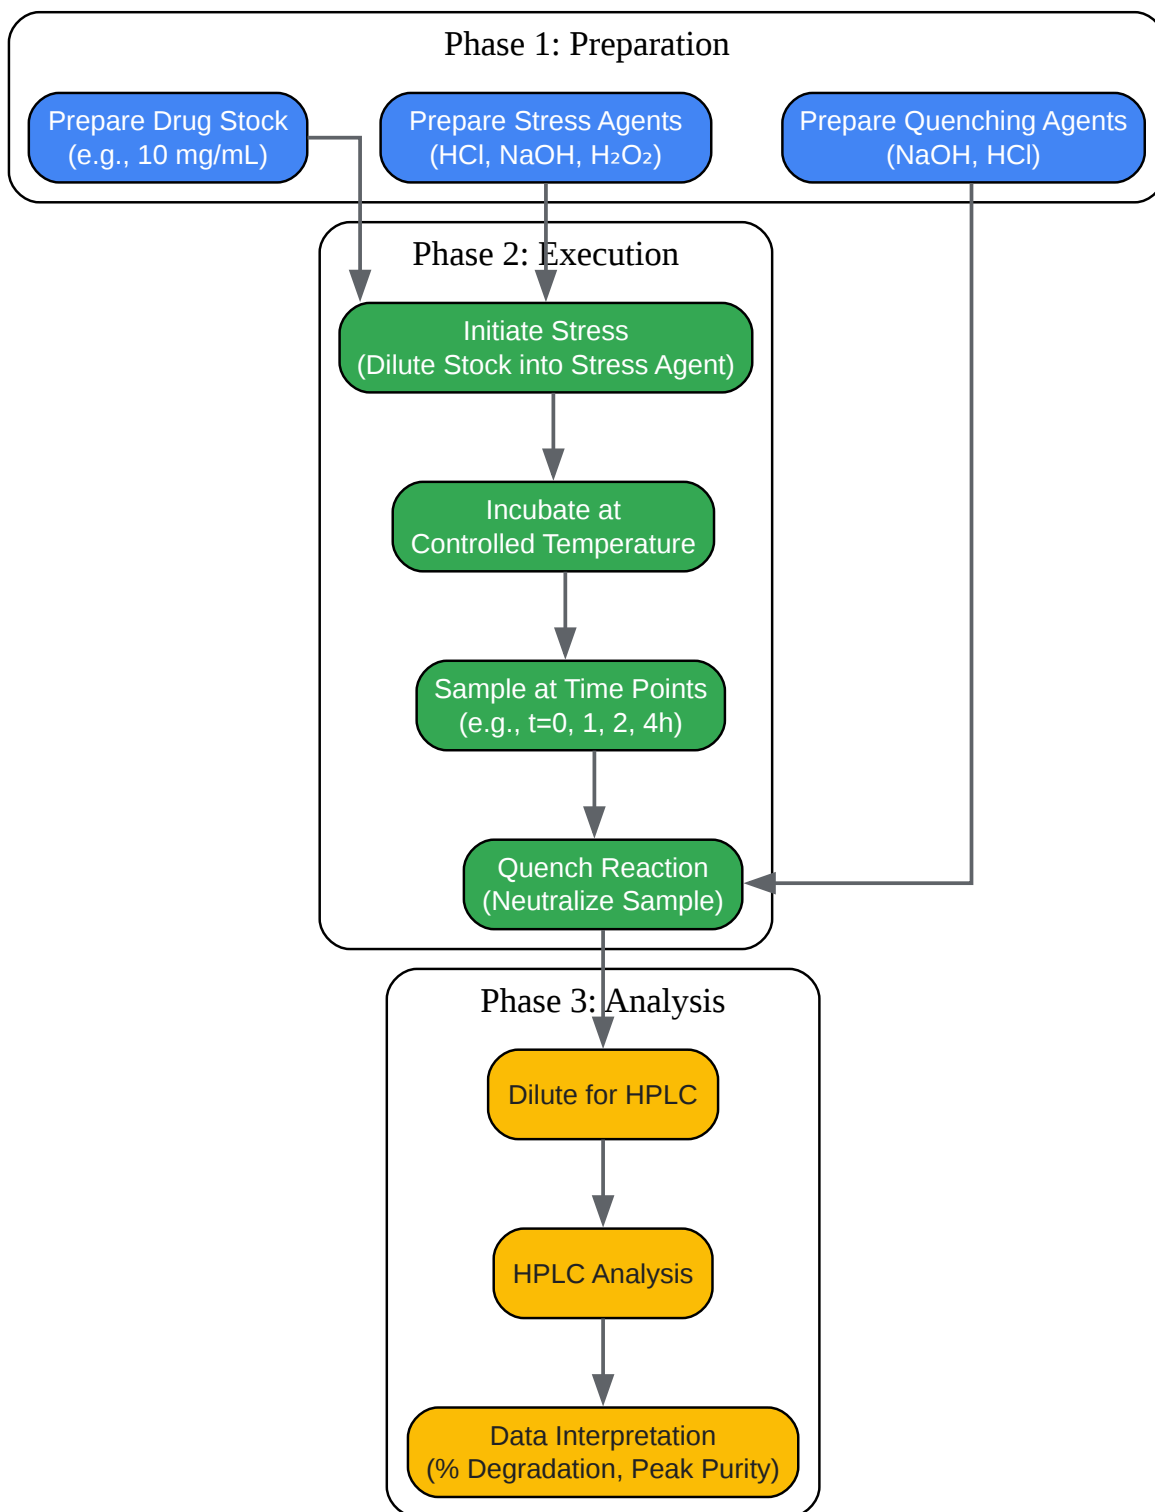 Phase 1: Preparation
Prepare Drug Stock
(e.g., 10 mg/mL)
Prepare Stress Agents
(HCl, NaOH, H₂O₂)
Prepare Quenching Agents
(NaOH, HCl)
Phase 2: Execution
Initiate Stress
(Dilute Stock into Stress Agent)
Incubate at
Controlled Temperature
Sample at Time Points
(e.g., t=0, 1, 2, 4h)
Quench Reaction
(Neutralize Sample)
Phase 3: Analysis
Dilute for HPLC
HPLC Analysis
Data Interpretation
(% Degradation, Peak Purity)